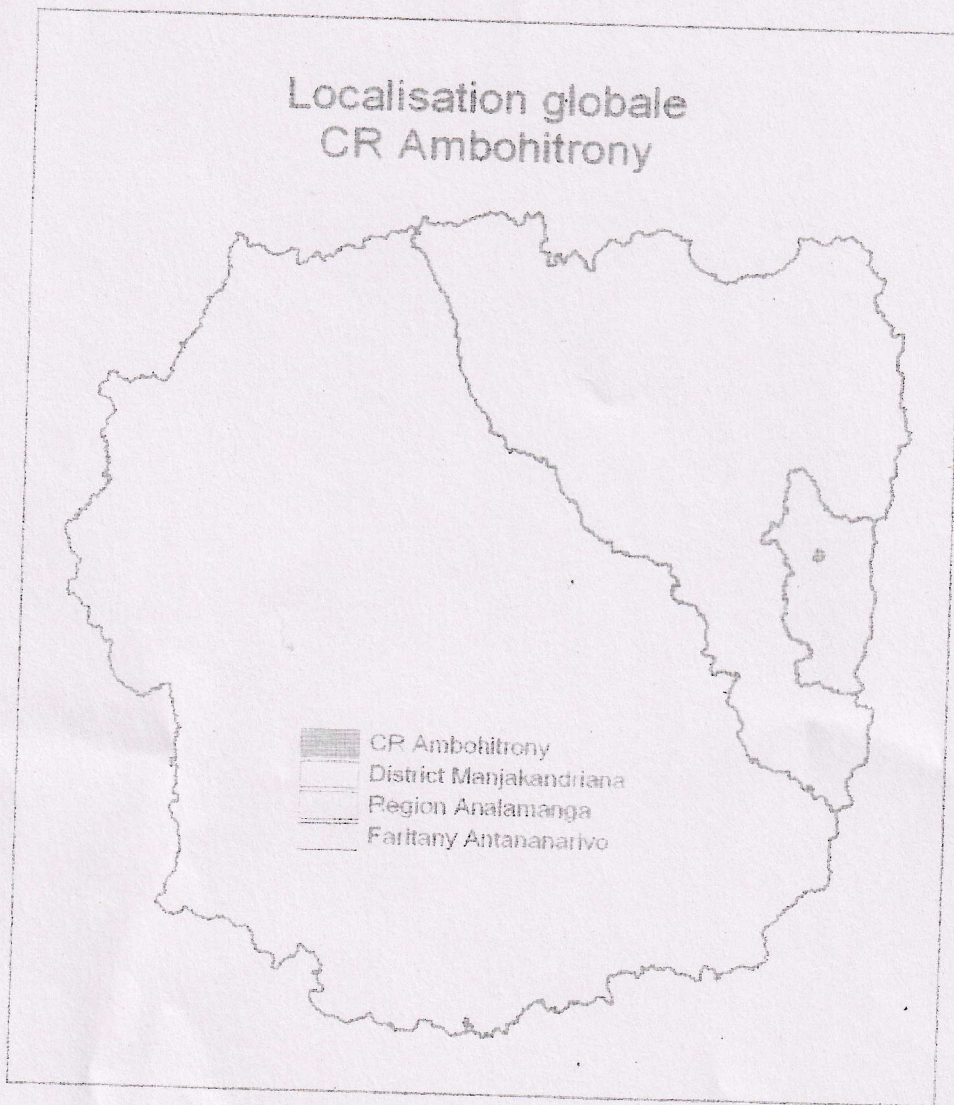 Localisation globale
CR Ambohitrony
CR Ambohitrony
District Manjakandriana
Region Analamanga
Faritany Antananarivo